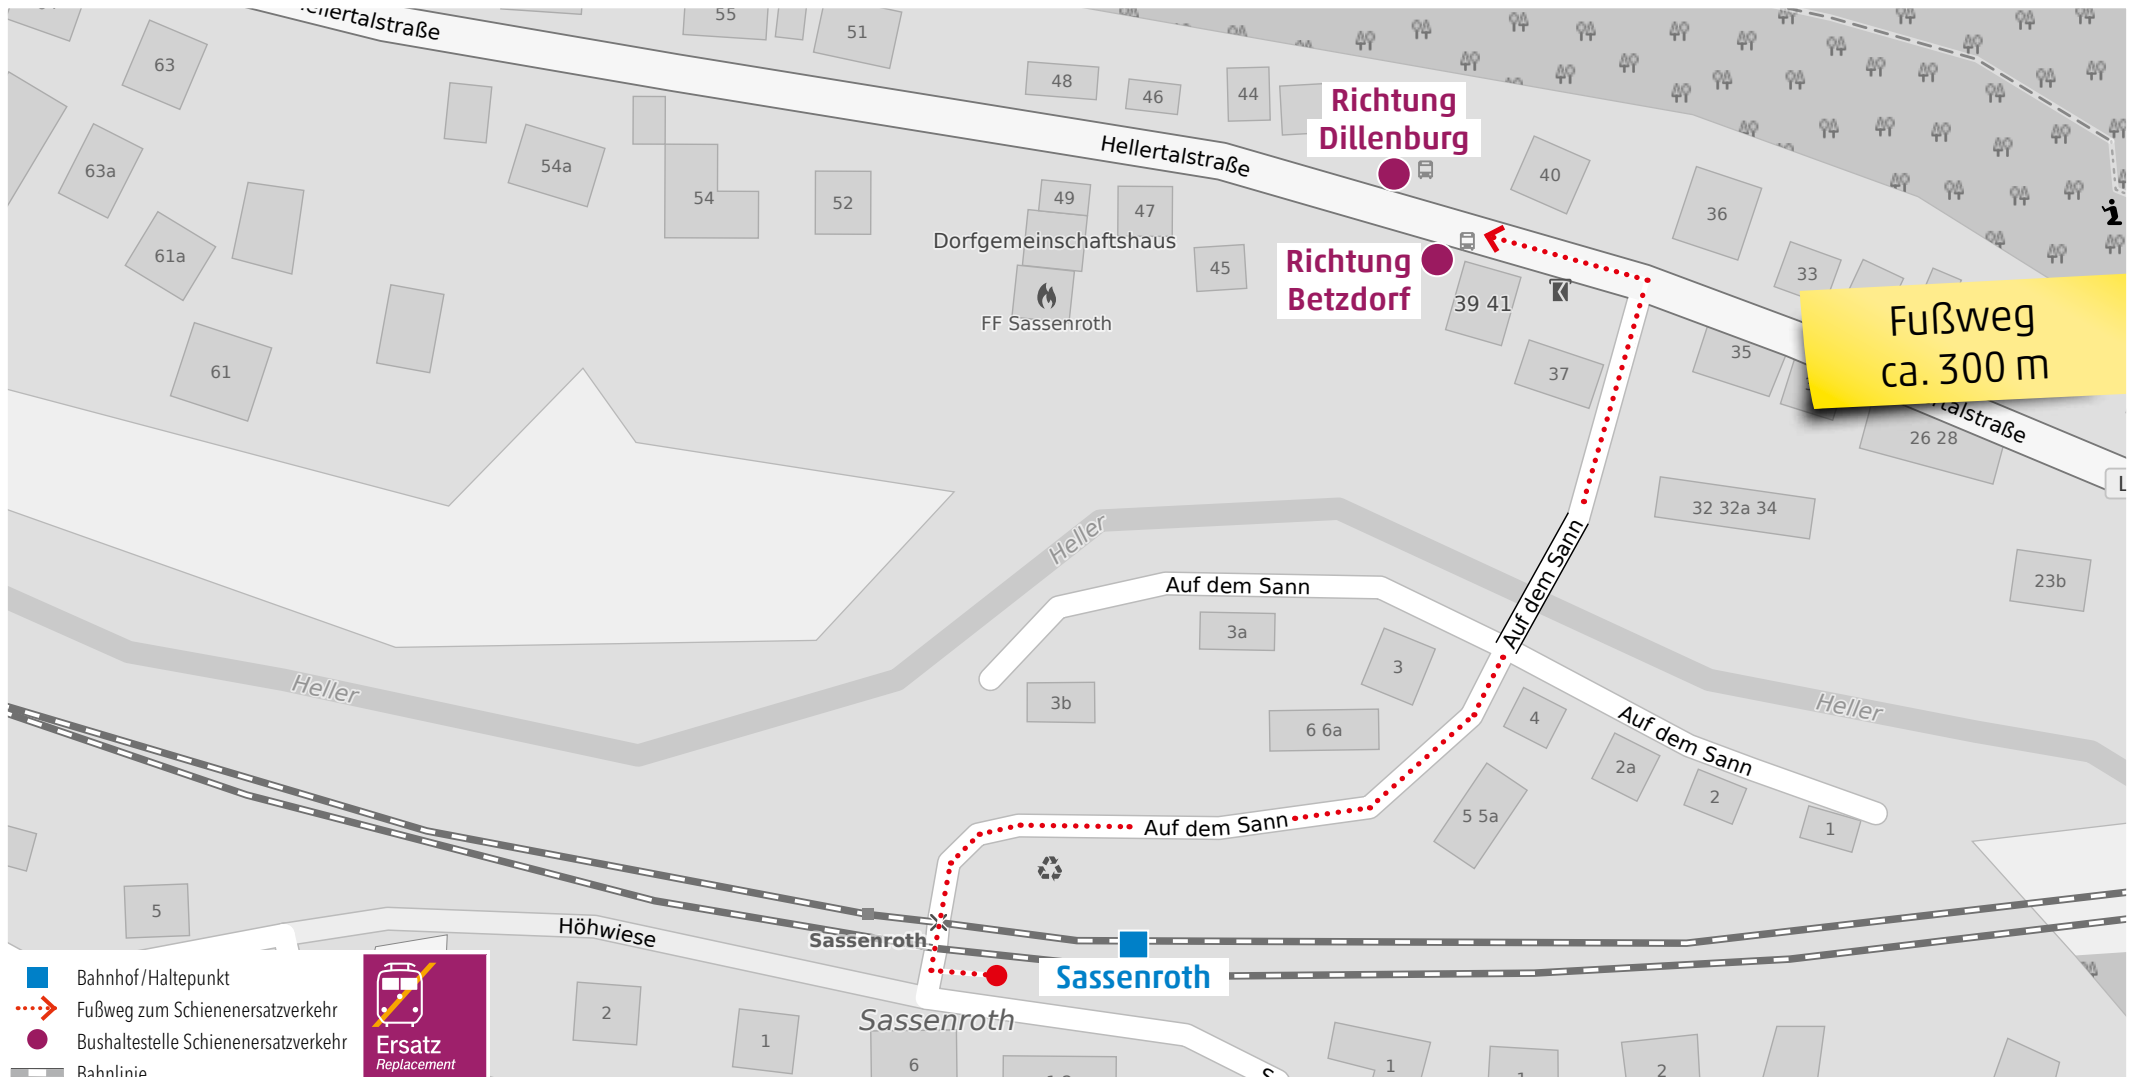 Hellertalstraße
55
51
63
48
46
44
Richtung
Dillenburg
Hellertalstraße
40
63a
54a
54
52
49
47
36
Dorfgemeinschaftshaus
61a
45
Richtung
Betzdorf
39 41
33
FF Sassenroth
Fußweg
ca. 300 m
61
37
35
talstraße
26 28
L
32 32a 34
Heller
Auf dem Sann
Auf dem Sann
23b
3a
3
Heller
3b
6 6a
4
Auf dem Sann
Heller
2a
2
1
5 5a
Auf dem Sann
5
Höhwiese
Sassenroth
Sassenroth
Sassenroth
2
1
6
1
1
2
S
Bahnhof/Haltepunkt
Fußweg zum Schienenersatzverkehr
Bushaltestelle Schienenersatzverkehr
Bahnlinie
Ersatz
Replacement